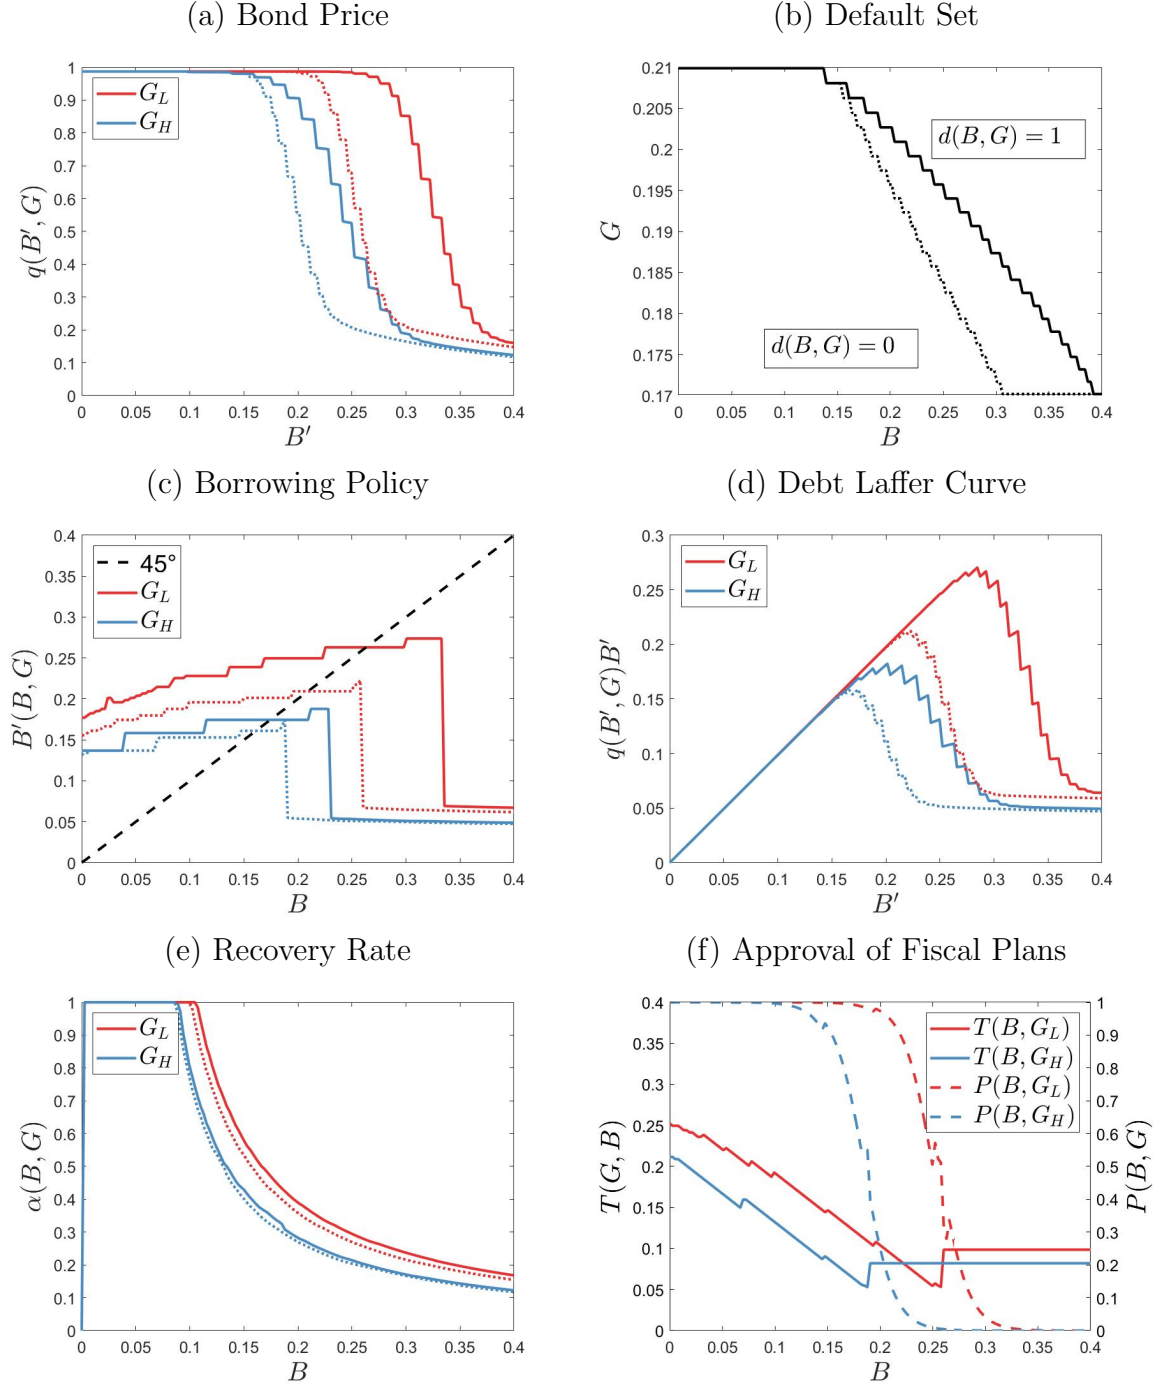 (a) Bond Price
1
0.9
0.8
0.7
0.6
0.5
0.4
0.3
0.2
0.1
0
q(B′, G)
G_L
G_H
0 0.05 0.1 0.15 0.2 0.25 0.3 0.35 0.4
B′
(b) Default Set
0.21
0.205
0.2
0.195
0.19
0.185
0.18
0.175
0.17
G
d(B, G) = 1
d(B, G) = 0
0 0.05 0.1 0.15 0.2 0.25 0.3 0.35 0.4
B
(c) Borrowing Policy
0.4
0.35
0.3
0.25
0.2
0.15
0.1
0.05
0
B′(B, G)
45°
G_L
G_H
0 0.05 0.1 0.15 0.2 0.25 0.3 0.35 0.4
B
(d) Debt Laffer Curve
0.3
0.25
0.2
0.15
0.1
0.05
0
q(B′, G)B′
G_L
G_H
0 0.05 0.1 0.15 0.2 0.25 0.3 0.35 0.4
B′
(e) Recovery Rate
1
0.9
0.8
0.7
0.6
0.5
0.4
0.3
0.2
0.1
0
α(B, G)
G_L
G_H
0 0.05 0.1 0.15 0.2 0.25 0.3 0.35 0.4
B
(f) Approval of Fiscal Plans
0.4
0.35
0.3
0.25
0.2
0.15
0.1
0.05
0
T(G, B)
T(B, G_L)
T(B, G_H)
P(B, G_L)
P(B, G_H)
1
0.9
0.8
0.7
0.6
0.5
0.4
0.3
0.2
0.1
0
P(B, G)
0 0.05 0.1 0.15 0.2 0.25 0.3 0.35 0.4
B